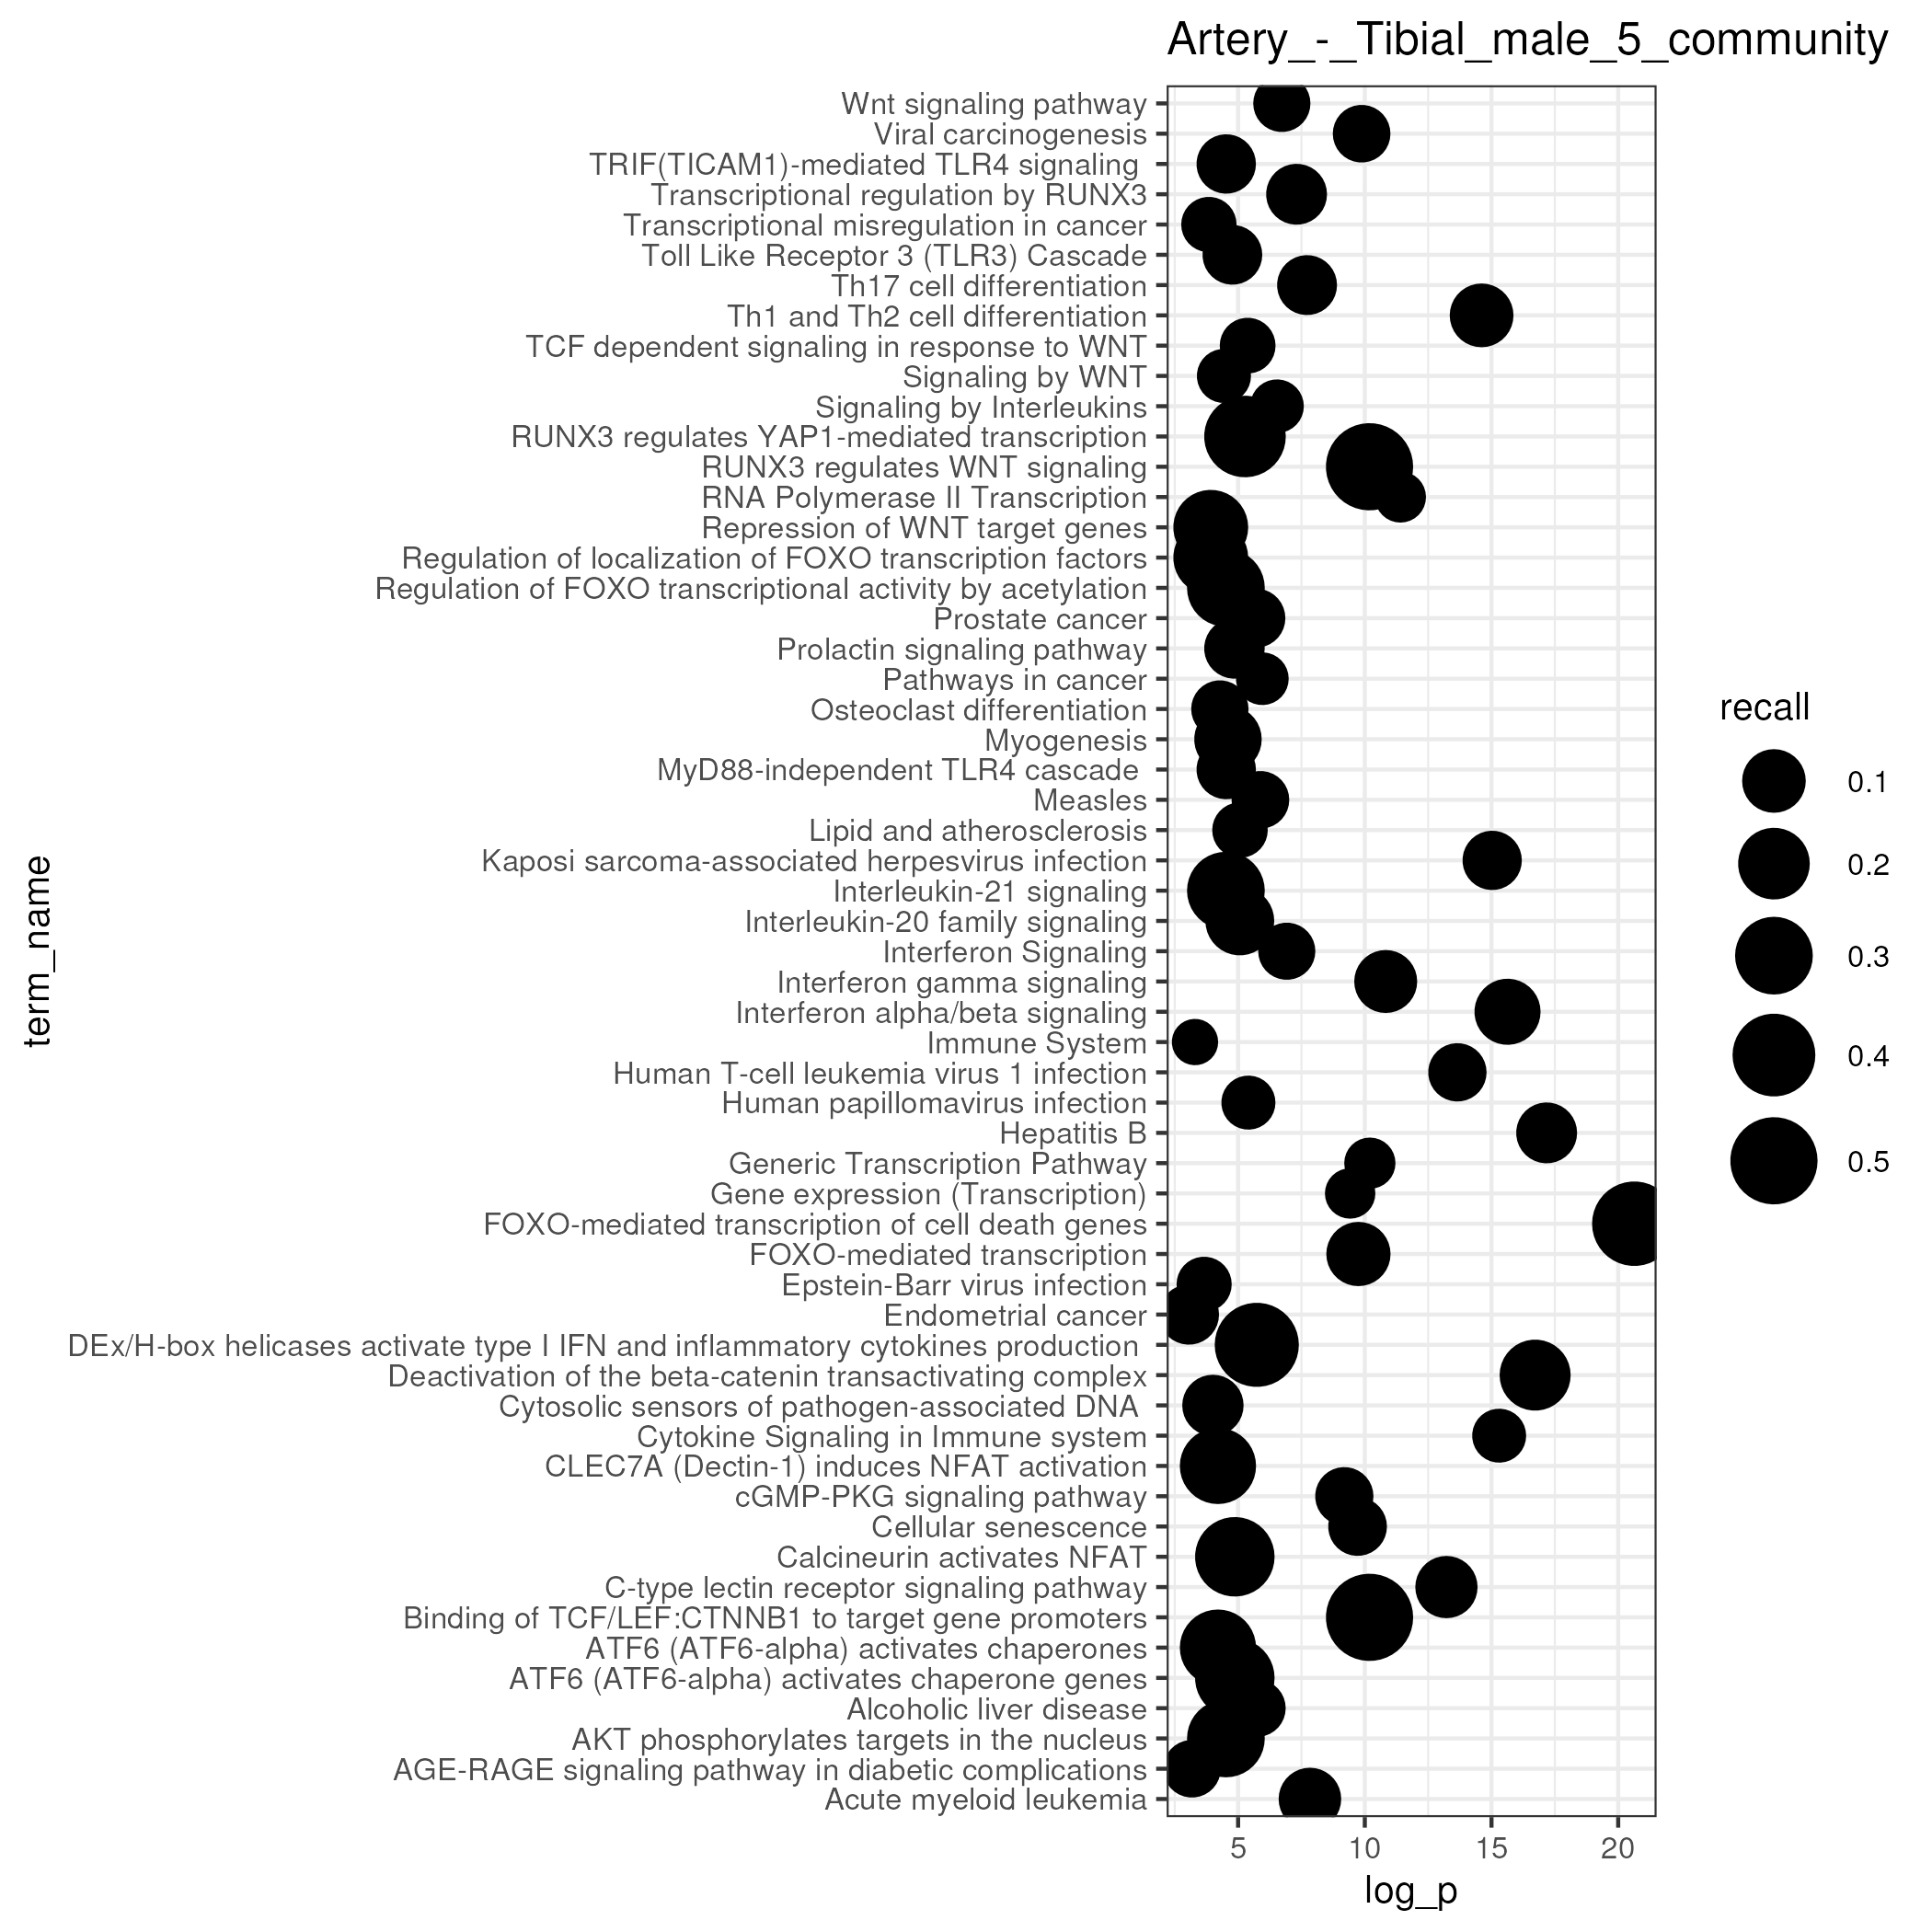 Artery_-_Tibial_male_5_community
Wnt signaling pathway
Viral carcinogenesis
TRIF(TICAM1)-mediated TLR4 signaling
Transcriptional regulation by RUNX3
Transcriptional misregulation in cancer
Toll Like Receptor 3 (TLR3) Cascade
Th17 cell differentiation
Th1 and Th2 cell differentiation
TCF dependent signaling in response to WNT
Signaling by WNT
Signaling by Interleukins
RUNX3 regulates YAP1-mediated transcription
RUNX3 regulates WNT signaling
RNA Polymerase II Transcription
Repression of WNT target genes
Regulation of localization of FOXO transcription factors
Regulation of FOXO transcriptional activity by acetylation
Prostate cancer
Prolactin signaling pathway
Pathways in cancer
Osteoclast differentiation
Myogenesis
MyD88-independent TLR4 cascade
Measles
Lipid and atherosclerosis
Kaposi sarcoma-associated herpesvirus infection
Interleukin-21 signaling
Interleukin-20 family signaling
Interferon Signaling
Interferon gamma signaling
Interferon alpha/beta signaling
Immune System
Human T-cell leukemia virus 1 infection
Human papillomavirus infection
Hepatitis B
Generic Transcription Pathway
Gene expression (Transcription)
FOXO-mediated transcription of cell death genes
FOXO-mediated transcription
Epstein-Barr virus infection
Endometrial cancer
DEx/H-box helicases activate type I IFN and inflammatory cytokines production
Deactivation of the beta-catenin transactivating complex
Cytosolic sensors of pathogen-associated DNA
Cytokine Signaling in Immune system
CLEC7A (Dectin-1) induces NFAT activation
cGMP-PKG signaling pathway
Cellular senescence
Calcineurin activates NFAT
C-type lectin receptor signaling pathway
Binding of TCF/LEF:CTNNB1 to target gene promoters
ATF6 (ATF6-alpha) activates chaperones
ATF6 (ATF6-alpha) activates chaperone genes
Alcoholic liver disease
AKT phosphorylates targets in the nucleus
AGE-RAGE signaling pathway in diabetic complications
Acute myeloid leukemia
term_name
5 10 15 20
log_p
recall
0.1
0.2
0.3
0.4
0.5